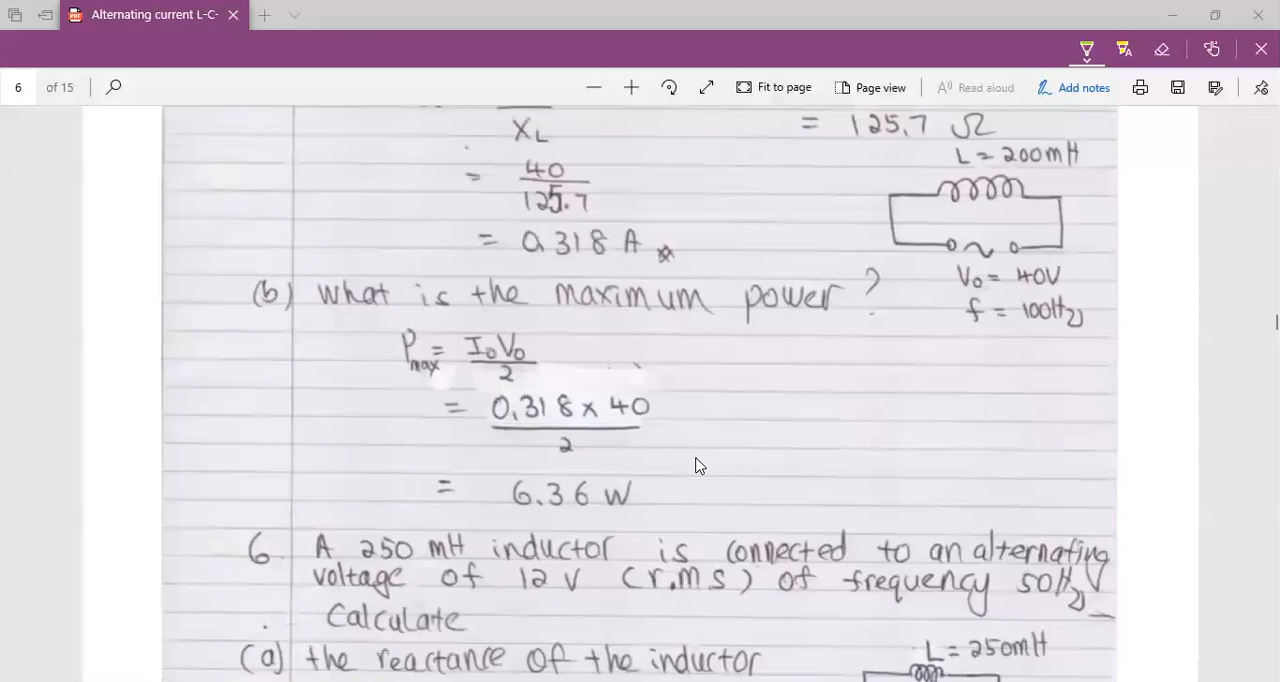 Alternating current L-C-
6 of 15
Fit to page
Page view
Read aloud
Add notes
X_L
= 125.7 Ω
L = 200mH
= 40
125.7
= 0.318 A *
V₀ = 40V
f = 100Hz
(b) What is the maximum power ?
Pmax = I₀V₀
2
= 0.318 x 40
2
= 6.36 W
6 A 250 mH inductor is connected to an alternating
voltage of 12 V (r.m s) of frequency 50Hz
Calculate
(a) the reactance of the inductor
L = 250mH